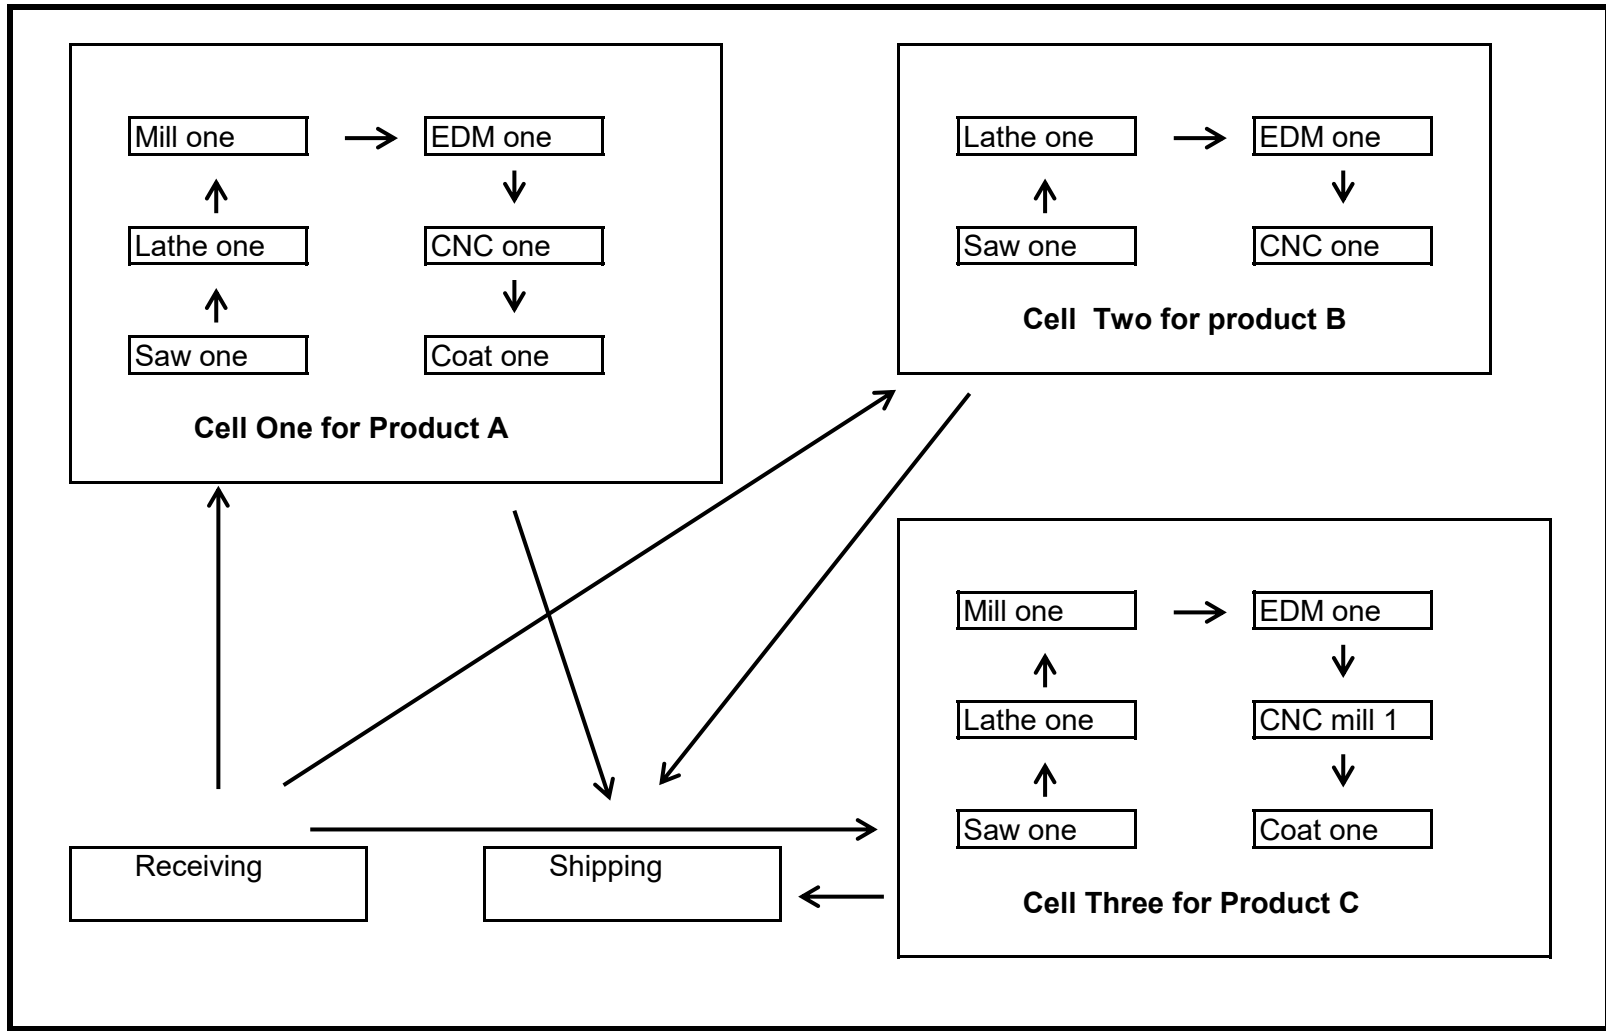 Mill one
EDM one
Lathe one
CNC one
Saw one
Coat one
Cell One for Product A
Lathe one
EDM one
Saw one
CNC one
Cell  Two for product B
Mill one
EDM one
Lathe one
CNC mill 1
Saw one
Coat one
Cell Three for Product C
Receiving
Shipping